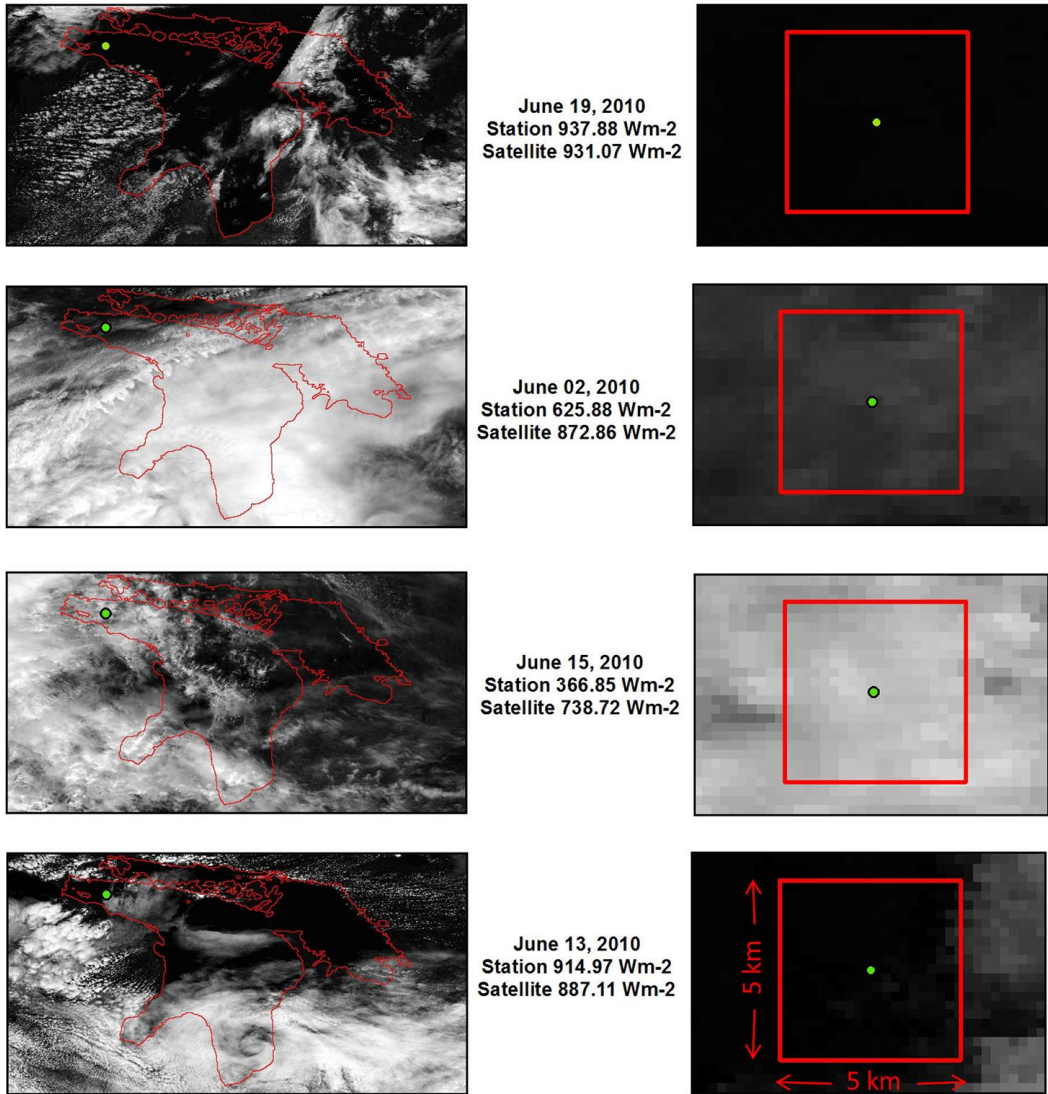 June 19, 2010
Station 937.88 Wm-2
Satellite 931.07 Wm-2
June 02, 2010
Station 625.88 Wm-2
Satellite 872.86 Wm-2
June 15, 2010
Station 366.85 Wm-2
Satellite 738.72 Wm-2
June 13, 2010
Station 914.97 Wm-2
Satellite 887.11 Wm-2
5 km
5 km